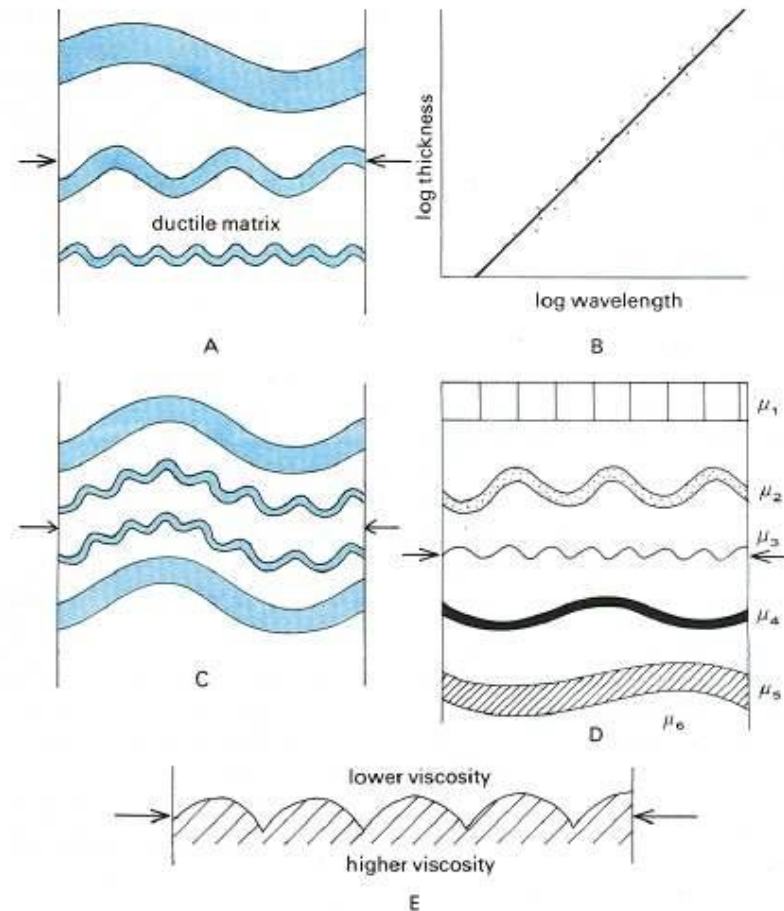 ductile matrix
A
log thickness
log wavelength
B
C
μ₁
μ₂
μ₃
μ₄
μ₅
μ₆
D
lower viscosity
higher viscosity
E